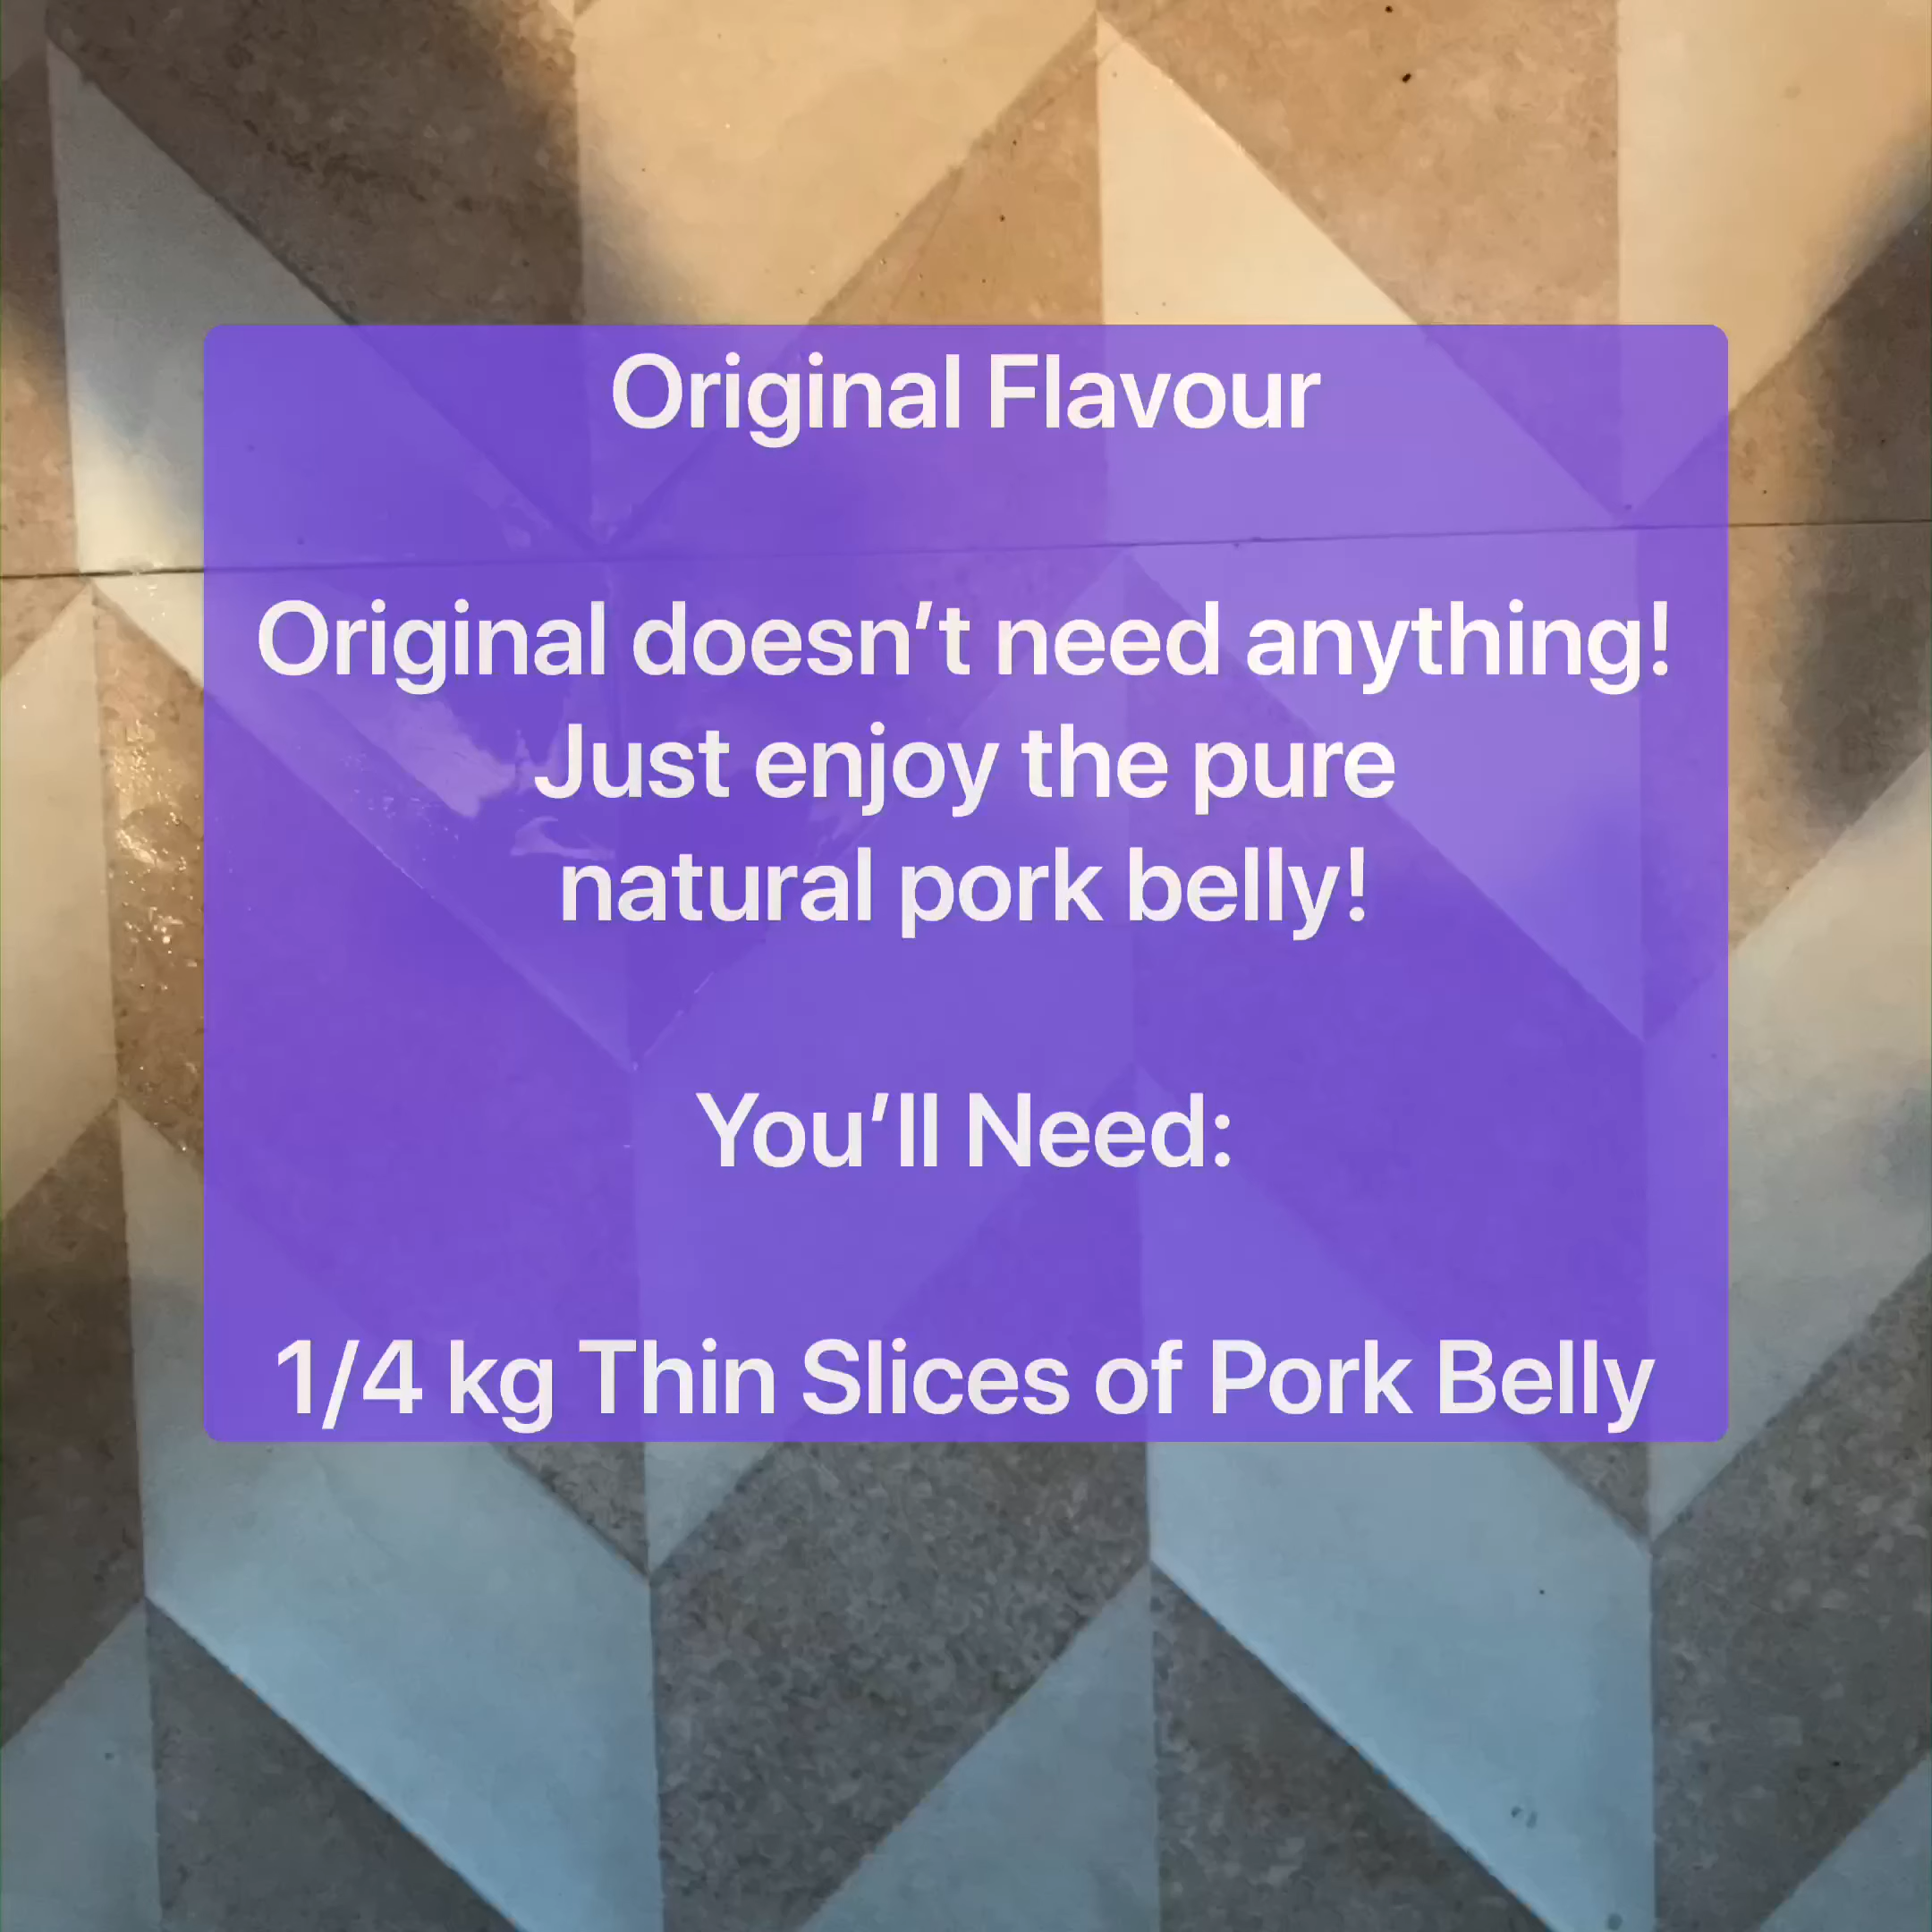 Original Flavour
Original doesn’t need anything!
Just enjoy the pure
natural pork belly!
You’ll Need:
1/4 kg Thin Slices of Pork Belly